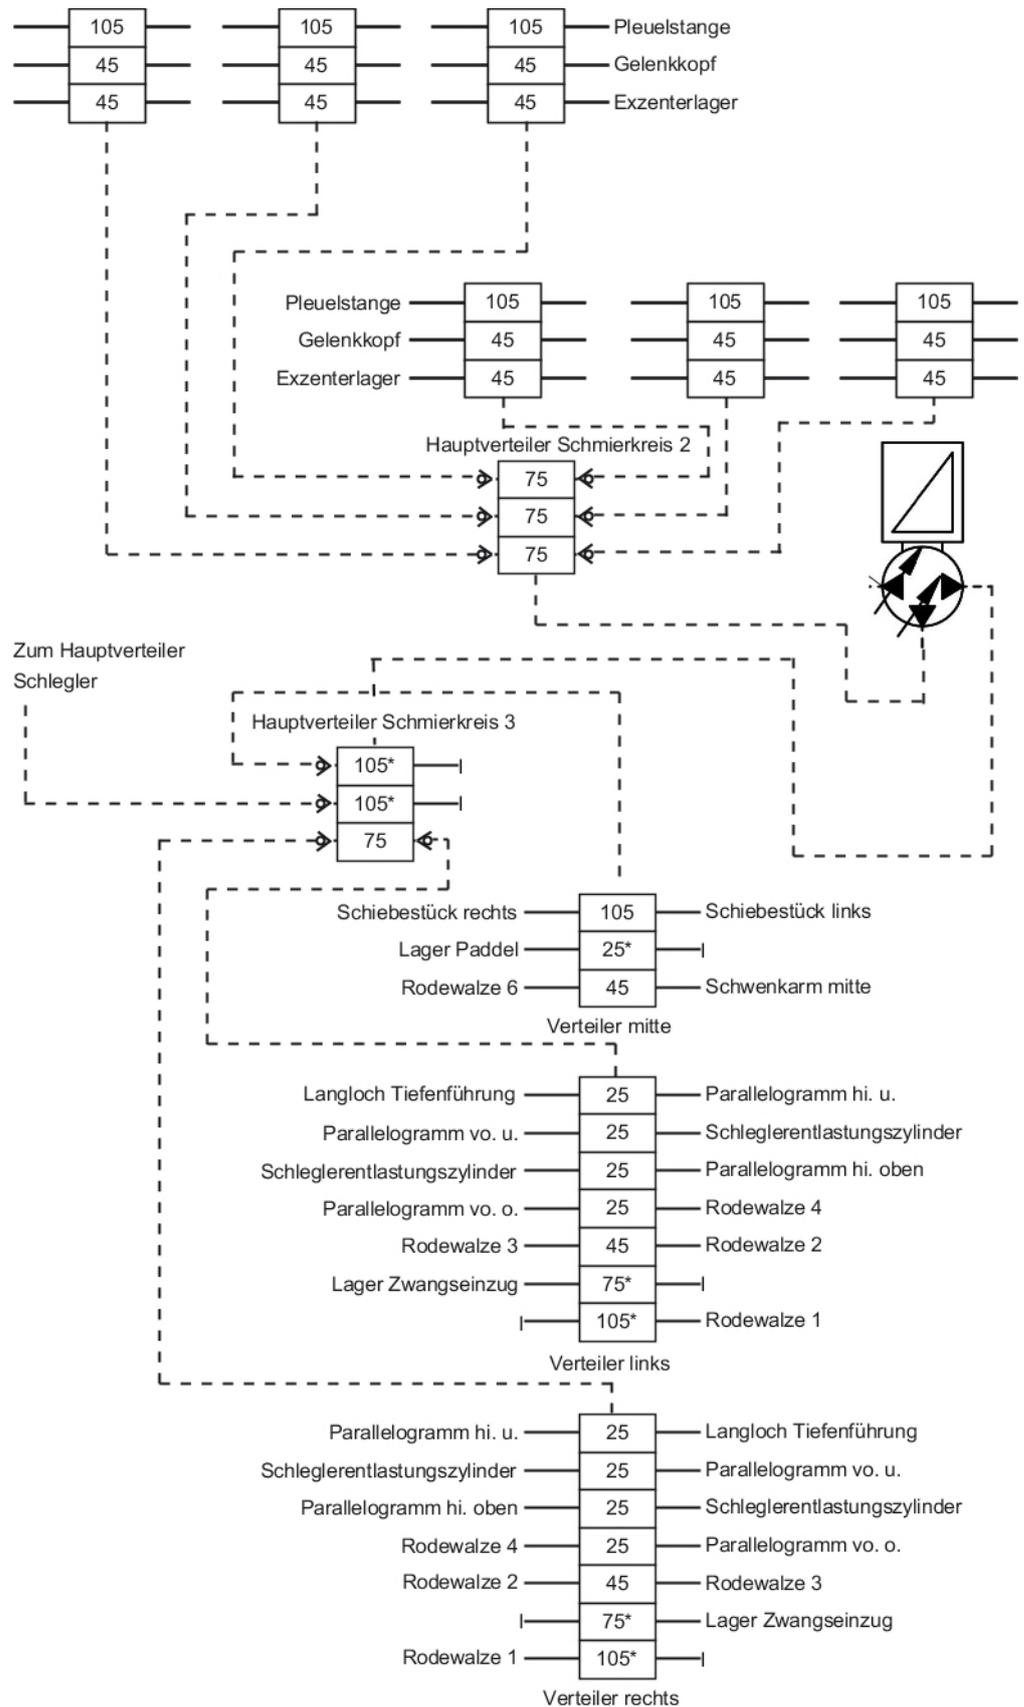 105 105 105 Pleuelstange
45 45 45 Gelenkkopf
45 45 45 Exzenterlager
Pleuelstange 105 105 105
Gelenkkopf 45 45 45
Exzenterlager 45 45 45
Hauptverteiler Schmierkreis 2
75
75
75
Zum Hauptverteiler
Schlegler
Hauptverteiler Schmierkreis 3
105*
105*
75
Schiebestück rechts 105 Schiebestück links
Lager Paddel 25*
Rodewalze 6 45 Schwenkarm mitte
Verteiler mitte
Langloch Tiefenführung 25 Parallelogramm hi. u.
Parallelogramm vo. u. 25 Schleglerentlastungszylinder
Schleglerentlastungszylinder 25 Parallelogramm hi. oben
Parallelogramm vo. o. 25 Rodewalze 4
Rodewalze 3 45 Rodewalze 2
Lager Zwangseinzug 75*
105* Rodewalze 1
Verteiler links
Parallelogramm hi. u. 25 Langloch Tiefenführung
Schleglerentlastungszylinder 25 Parallelogramm vo. u.
Parallelogramm hi. oben 25 Schleglerentlastungszylinder
Rodewalze 4 25 Parallelogramm vo. o.
Rodewalze 2 45 Rodewalze 3
75* Lager Zwangseinzug
Rodewalze 1 105*
Verteiler rechts